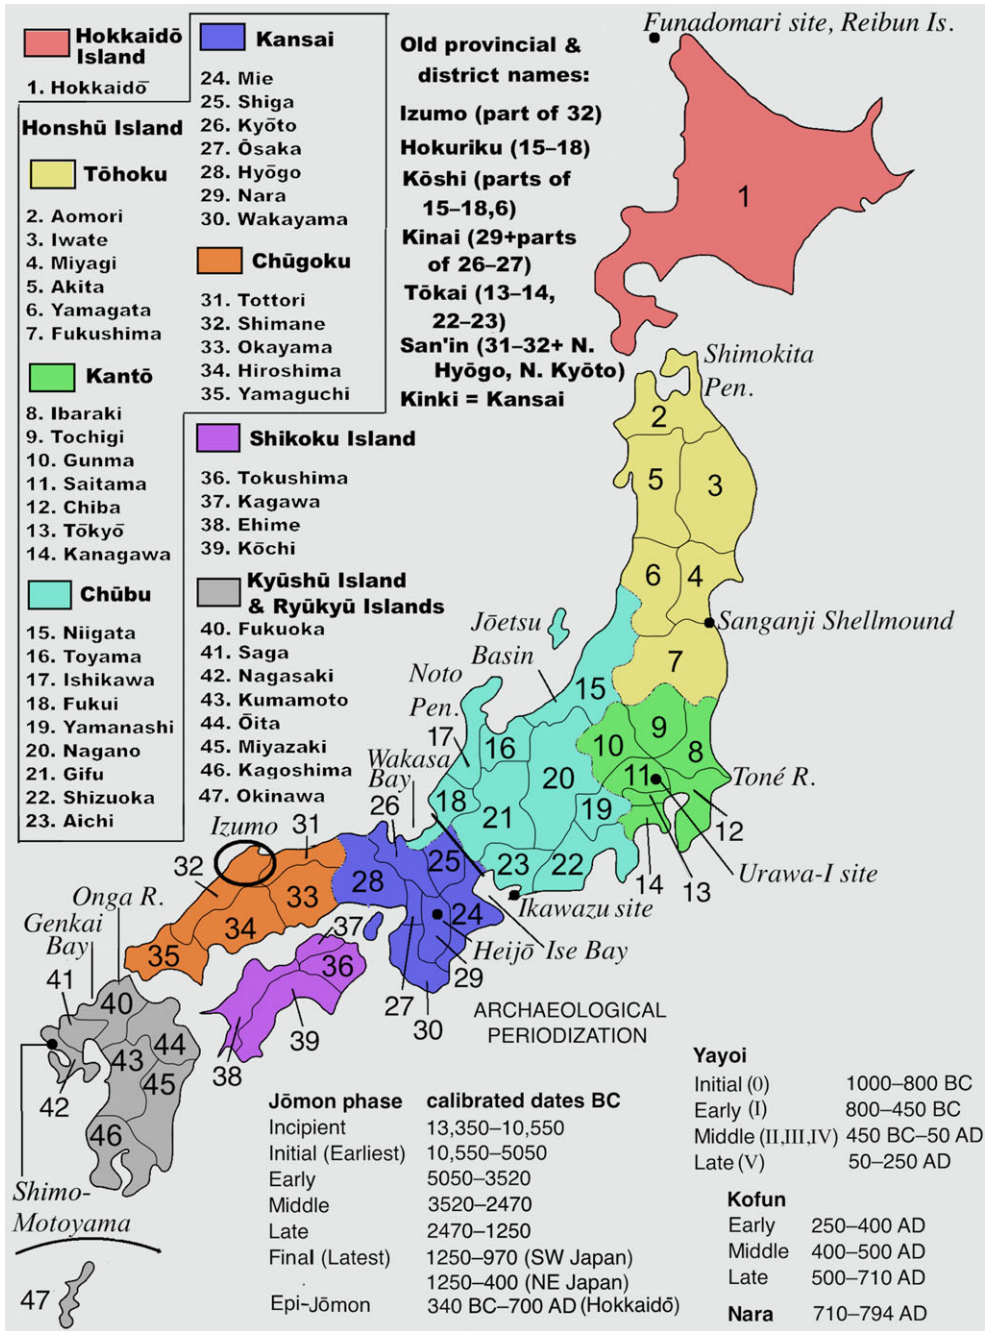 Hokkaidō
Island
1. Hokkaidō
Honshū Island
Tōhoku
2. Aomori
3. Iwate
4. Miyagi
5. Akita
6. Yamagata
7. Fukushima
Kantō
8. Ibaraki
9. Tochigi
10. Gunma
11. Saitama
12. Chiba
13. Tōkyō
14. Kanagawa
Chūbu
15. Niigata
16. Toyama
17. Ishikawa
18. Fukui
19. Yamanashi
20. Nagano
21. Gifu
22. Shizuoka
23. Aichi
Kansai
24. Mie
25. Shiga
26. Kyōto
27. Ōsaka
28. Hyōgo
29. Nara
30. Wakayama
Chūgoku
31. Tottori
32. Shimane
33. Okayama
34. Hiroshima
35. Yamaguchi
Shikoku Island
36. Tokushima
37. Kagawa
38. Ehime
39. Kōchi
Kyūshū Island
& Ryūkyū Islands
40. Fukuoka
41. Saga
42. Nagasaki
43. Kumamoto
44. Ōita
45. Miyazaki
46. Kagoshima
47. Okinawa
Old provincial &
district names:
Izumo (part of 32)
Hokuriku (15–18)
Kōshi (parts of
15–18,6)
Kinai (29+parts
of 26–27)
Tōkai (13–14,
22–23)
San'in (31–32+ N.
Hyōgo, N. Kyōto)
Kinki = Kansai
Funadomari site, Reibun Is.
1
Shimokita
Pen.
2
5
3
6
4
Sanganji Shellmound
7
Jōetsu
Basin
Noto
Pen.
15
17
16
10
9
8
11
Toné R.
Wakasa
Bay
20
18
21
19
12
26
Izumo
31
25
23
22
14
13
Urawa-I site
32
28
33
Ikawazu site
Onga R.
24
34
37
Genkai
Bay
Heijō
Ise Bay
35
36
29
41
27
30
40
39
38
44
43
45
42
46
Shimo-
Motoyama
47
ARCHAEOLOGICAL
PERIODIZATION
Jōmon phase calibrated dates BC
Incipient 13,350–10,550
Initial (Earliest) 10,550–5050
Early 5050–3520
Middle 3520–2470
Late 2470–1250
Final (Latest) 1250–970 (SW Japan)
1250–400 (NE Japan)
Epi-Jōmon 340 BC–700 AD (Hokkaidō)
Yayoi
Initial (0) 1000–800 BC
Early (I) 800–450 BC
Middle (II,III,IV) 450 BC–50 AD
Late (V) 50–250 AD
Kofun
Early 250–400 AD
Middle 400–500 AD
Late 500–710 AD
Nara 710–794 AD